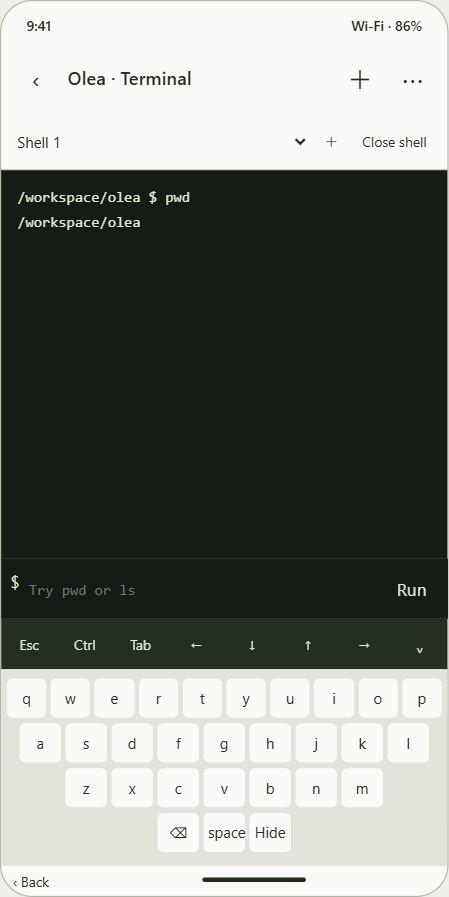 9:41 Wi-Fi · 86%
‹ Olea · Terminal + ...
Shell 1 + Close shell
/workspace/olea $ pwd
/workspace/olea
$ Try pwd or ls Run
Esc Ctrl Tab ← ↓ ↑ → ˬ
q w e r t y u i o p
a s d f g h j k l
z x c v b n m
⌫ space Hide
‹ Back